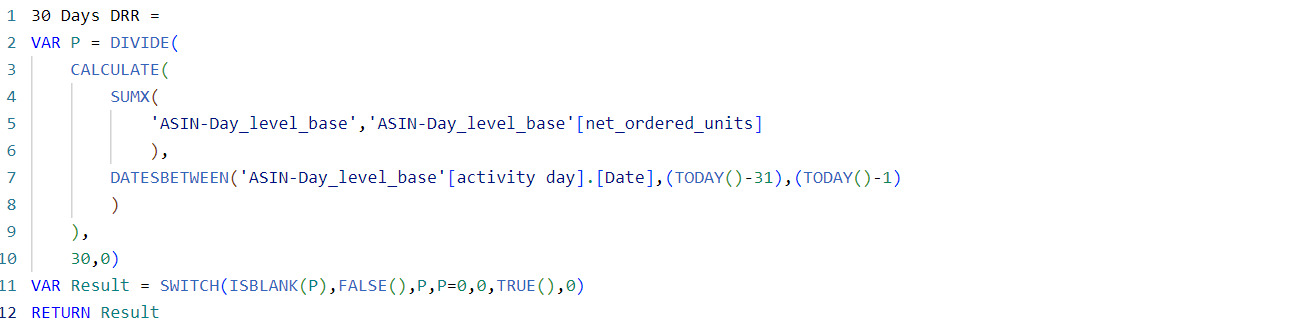 1 30 Days DRR =
2 VAR P = DIVIDE(
3 CALCULATE(
4 SUMX(
5 'ASIN-Day_level_base','ASIN-Day_level_base'[net_ordered_units]
6 ),
7 DATESBETWEEN('ASIN-Day_level_base'[activity day].[Date],(TODAY()-31),(TODAY()-1)
8 )
9 ),
10 30,0)
11 VAR Result = SWITCH(ISBLANK(P),FALSE(),P,P=0,0,TRUE(),0)
12 RETURN Result